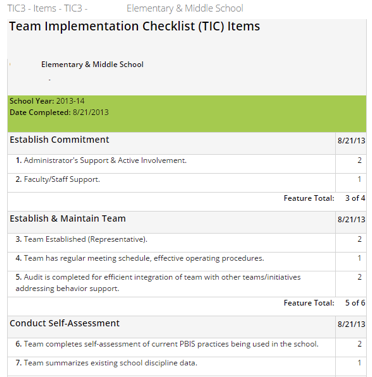 TIC3 - Items - TIC3 - Elementary & Middle School
Team Implementation Checklist (TIC) Items
Elementary & Middle School
-
School Year: 2013-14
Date Completed: 8/21/2013
Establish Commitment 8/21/13
1. Administrator's Support & Active Involvement. 2
2. Faculty/Staff Support. 1
Feature Total: 3 of 4
Establish & Maintain Team 8/21/13
3. Team Established (Representative). 2
4. Team has regular meeting schedule, effective operating procedures. 1
5. Audit is completed for efficient integration of team with other teams/initiatives 2
addressing behavior support.
Feature Total: 5 of 6
Conduct Self-Assessment 8/21/13
6. Team completes self-assessment of current PBIS practices being used in the school. 2
7. Team summarizes existing school discipline data. 1